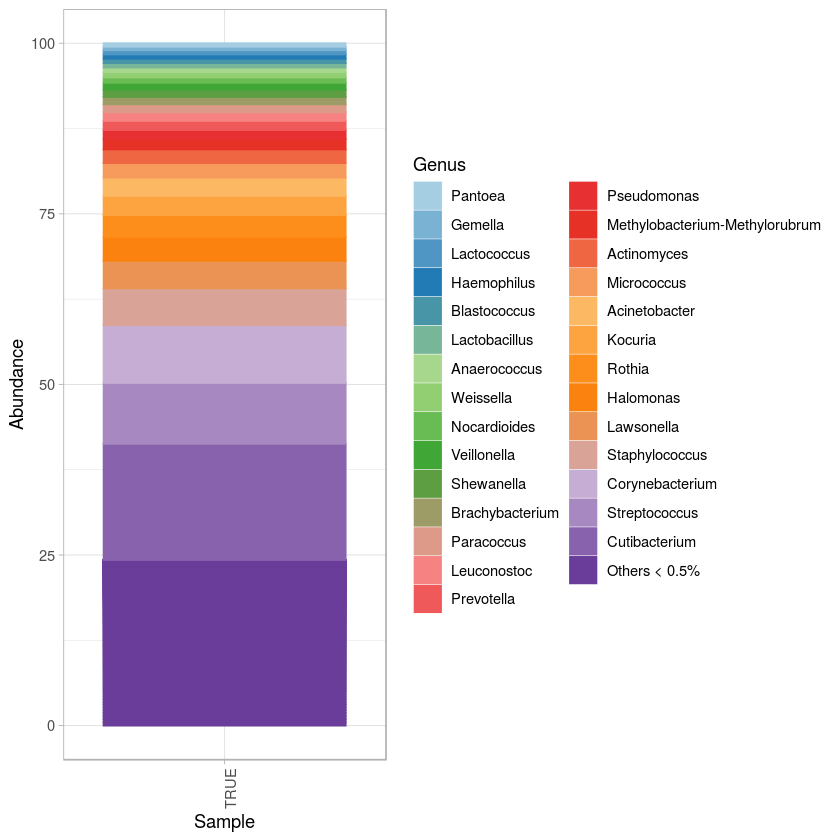 100
75
50
25
0
Abundance
TRUE
Sample
Genus
Pantoea
Gemella
Lactococcus
Haemophilus
Blastococcus
Lactobacillus
Anaerococcus
Weissella
Nocardioides
Veillonella
Shewanella
Brachybacterium
Paracoccus
Leuconostoc
Prevotella
Pseudomonas
Methylobacterium-Methylorubrum
Actinomyces
Micrococcus
Acinetobacter
Kocuria
Rothia
Halomonas
Lawsonella
Staphylococcus
Corynebacterium
Streptococcus
Cutibacterium
Others < 0.5%